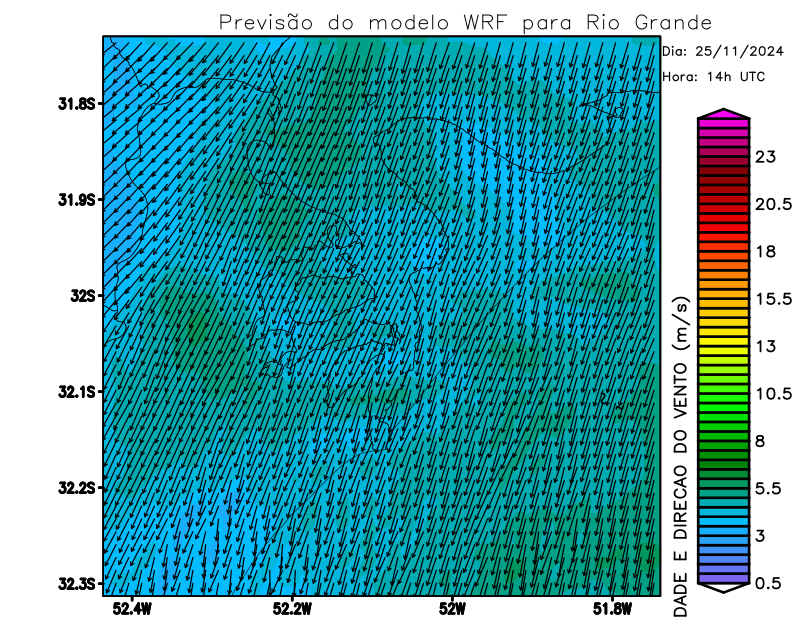 Previsão do modelo WRF para Rio Grande
Dia: 25/11/2024
Hora: 14h UTC
31.8S
31.9S
32S
32.1S
32.2S
32.3S
52.4W
52.2W
52W
51.8W
23
20.5
18
15.5
13
10.5
8
5.5
3
0.5
DADE E DIRECAO DO VENTO (m/s)